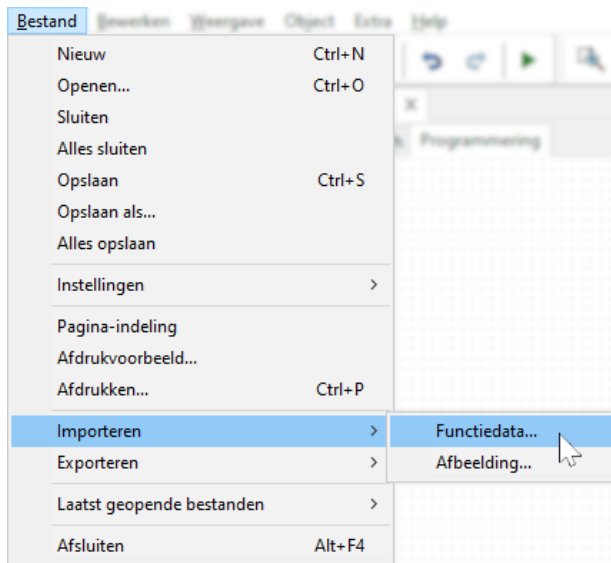 Bestand Bewerken Weergave Object Extra Help
Nieuw Ctrl+N
Openen... Ctrl+O
Sluiten
Alles sluiten
Opslaan Ctrl+S
Opslaan als...
Alles opslaan
Instellingen
Pagina-indeling
Afdrukvoorbeeld...
Afdrukken... Ctrl+P
Importeren
Exporteren
Laatst geopende bestanden
Afsluiten Alt+F4
Programmering
Functiedata...
Afbeelding...